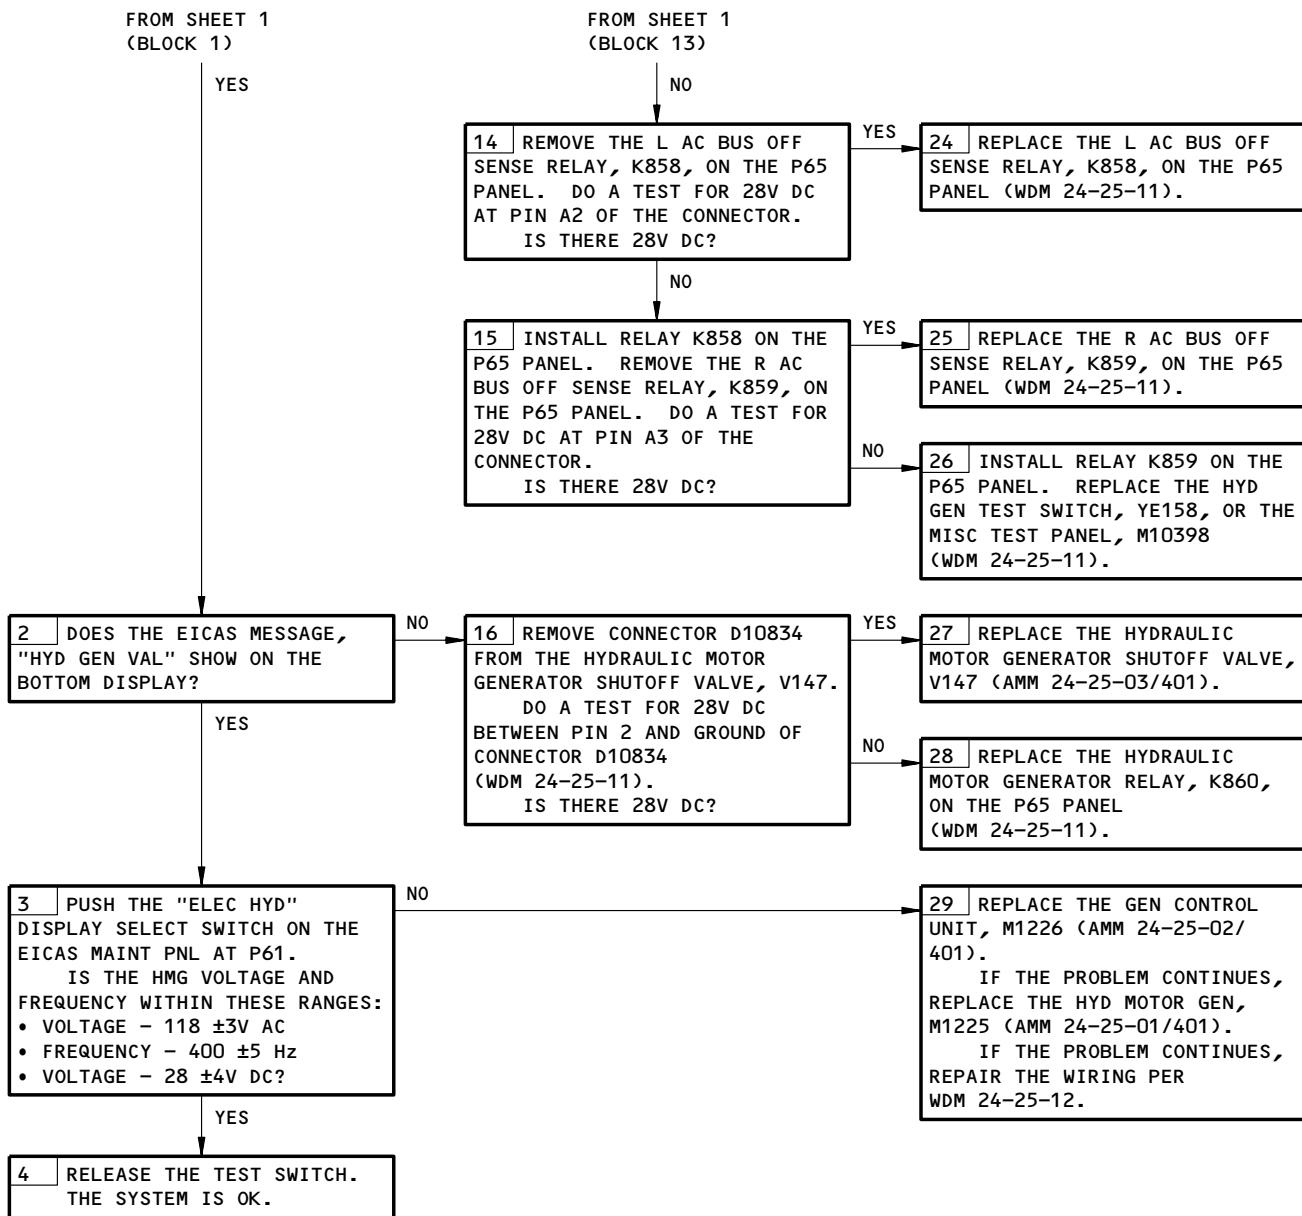 FROM SHEET 1
(BLOCK 1)
YES
FROM SHEET 1
(BLOCK 13)
NO
14 REMOVE THE L AC BUS OFF
SENSE RELAY, K858, ON THE P65
PANEL. DO A TEST FOR 28V DC
AT PIN A2 OF THE CONNECTOR.
IS THERE 28V DC?
YES
24 REPLACE THE L AC BUS OFF
SENSE RELAY, K858, ON THE P65
PANEL (WDM 24-25-11).
NO
15 INSTALL RELAY K858 ON THE
P65 PANEL. REMOVE THE R AC
BUS OFF SENSE RELAY, K859, ON
THE P65 PANEL. DO A TEST FOR
28V DC AT PIN A3 OF THE
CONNECTOR.
IS THERE 28V DC?
YES
25 REPLACE THE R AC BUS OFF
SENSE RELAY, K859, ON THE P65
PANEL (WDM 24-25-11).
NO
26 INSTALL RELAY K859 ON THE
P65 PANEL. REPLACE THE HYD
GEN TEST SWITCH, YE158, OR THE
MISC TEST PANEL, M10398
(WDM 24-25-11).
2 DOES THE EICAS MESSAGE,
"HYD GEN VAL" SHOW ON THE
BOTTOM DISPLAY?
NO
16 REMOVE CONNECTOR D10834
FROM THE HYDRAULIC MOTOR
GENERATOR SHUTOFF VALVE, V147.
DO A TEST FOR 28V DC
BETWEEN PIN 2 AND GROUND OF
CONNECTOR D10834
(WDM 24-25-11).
IS THERE 28V DC?
YES
27 REPLACE THE HYDRAULIC
MOTOR GENERATOR SHUTOFF VALVE,
V147 (AMM 24-25-03/401).
NO
28 REPLACE THE HYDRAULIC
MOTOR GENERATOR RELAY, K860,
ON THE P65 PANEL
(WDM 24-25-11).
YES
3 PUSH THE "ELEC HYD"
DISPLAY SELECT SWITCH ON THE
EICAS MAINT PNL AT P61.
IS THE HMG VOLTAGE AND
FREQUENCY WITHIN THESE RANGES:
• VOLTAGE - 118 ±3V AC
• FREQUENCY - 400 ±5 Hz
• VOLTAGE - 28 ±4V DC?
NO
29 REPLACE THE GEN CONTROL
UNIT, M1226 (AMM 24-25-02/
401).
IF THE PROBLEM CONTINUES,
REPLACE THE HYD MOTOR GEN,
M1225 (AMM 24-25-01/401).
IF THE PROBLEM CONTINUES,
REPAIR THE WIRING PER
WDM 24-25-12.
YES
4 RELEASE THE TEST SWITCH.
THE SYSTEM IS OK.